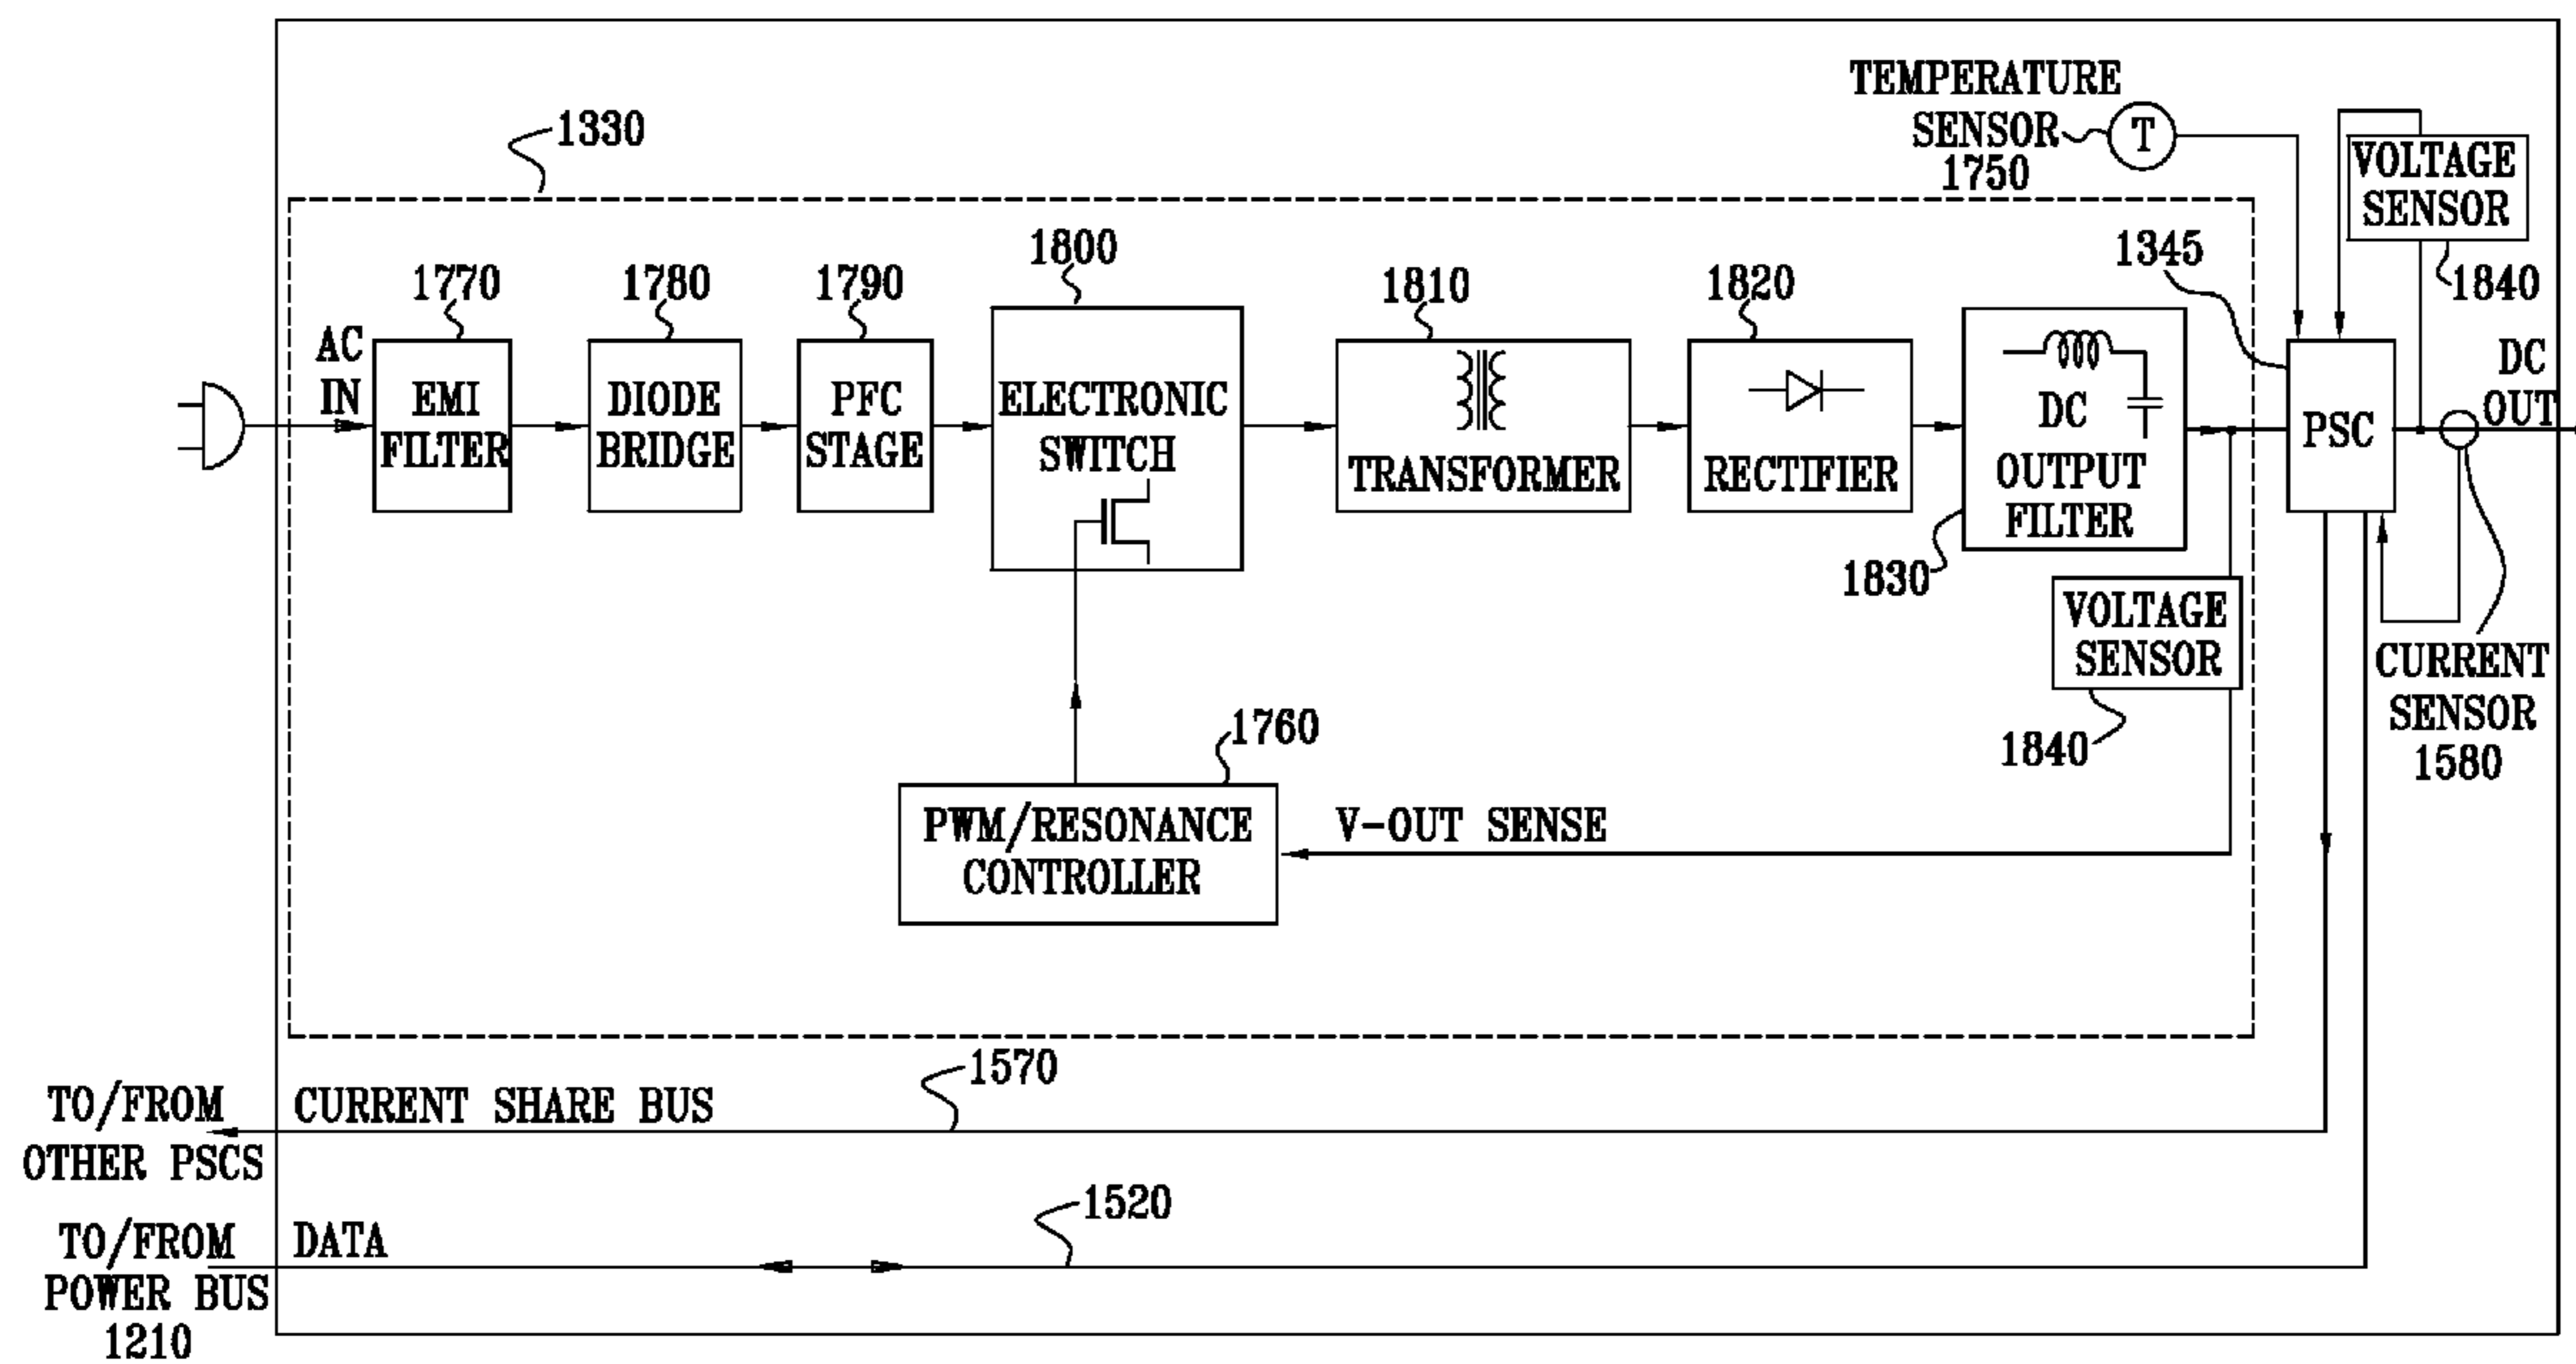 1330
TEMPERATURE
SENSOR
1750
T
VOLTAGE
SENSOR
1840
1345
AC
IN
1770
EMI
FILTER
1780
DIODE
BRIDGE
1790
PFC
STAGE
1800
ELECTRONIC
SWITCH
1810
TRANSFORMER
1820
RECTIFIER
DC
OUTPUT
FILTER
1830
PSC
DC
OUT
VOLTAGE
SENSOR
1840
CURRENT
SENSOR
1580
1760
PWM/RESONANCE
CONTROLLER
V-OUT SENSE
1570
TO/FROM
OTHER PSCS
CURRENT SHARE BUS
1520
TO/FROM
POWER BUS
1210
DATA